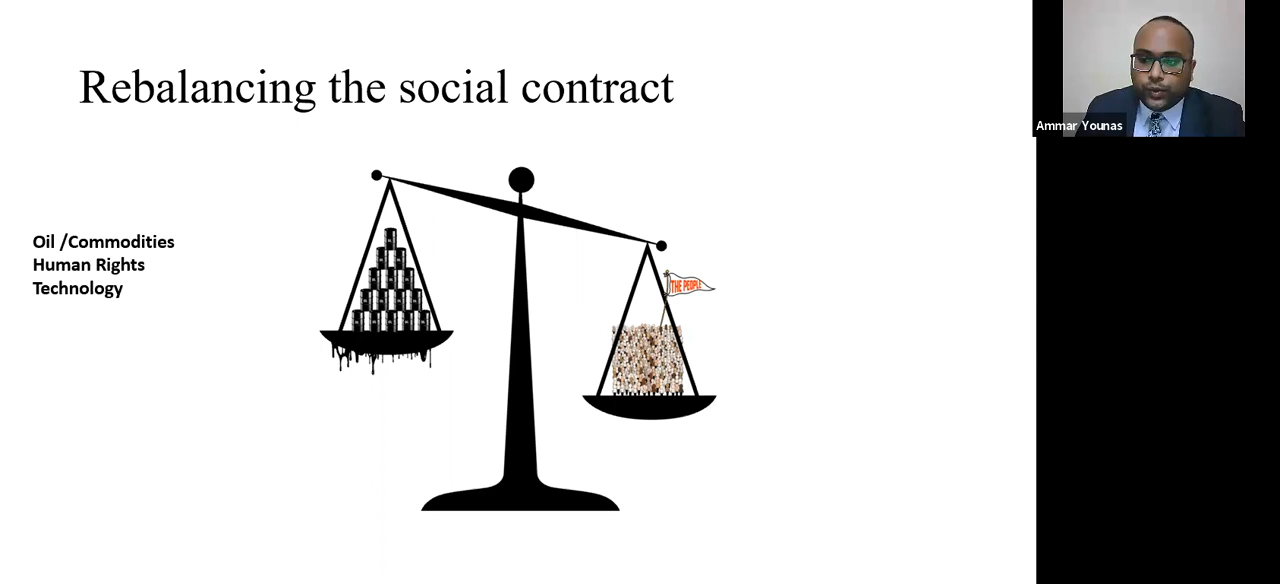 Rebalancing the social contract
Oil /Commodities
Human Rights
Technology
THE PEOPLE
Ammar Younas